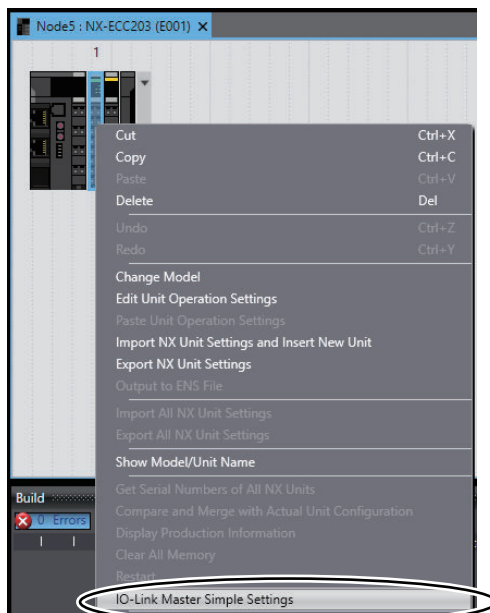 Node5 : NX-ECC203 (E001) ×
1
Cut Ctrl+X
Copy Ctrl+C
Paste Ctrl+V
Delete Del
Undo Ctrl+Z
Redo Ctrl+Y
Change Model
Edit Unit Operation Settings
Paste Unit Operation Settings
Import NX Unit Settings and Insert New Unit
Export NX Unit Settings
Output to ENS File
Import All NX Unit Settings
Export All NX Unit Settings
Show Model/Unit Name
Get Serial Numbers of All NX Units
Compare and Merge with Actual Unit Configuration
Display Production Information
Clear All Memory
Restart
IO-Link Master Simple Settings
Build
0 Errors